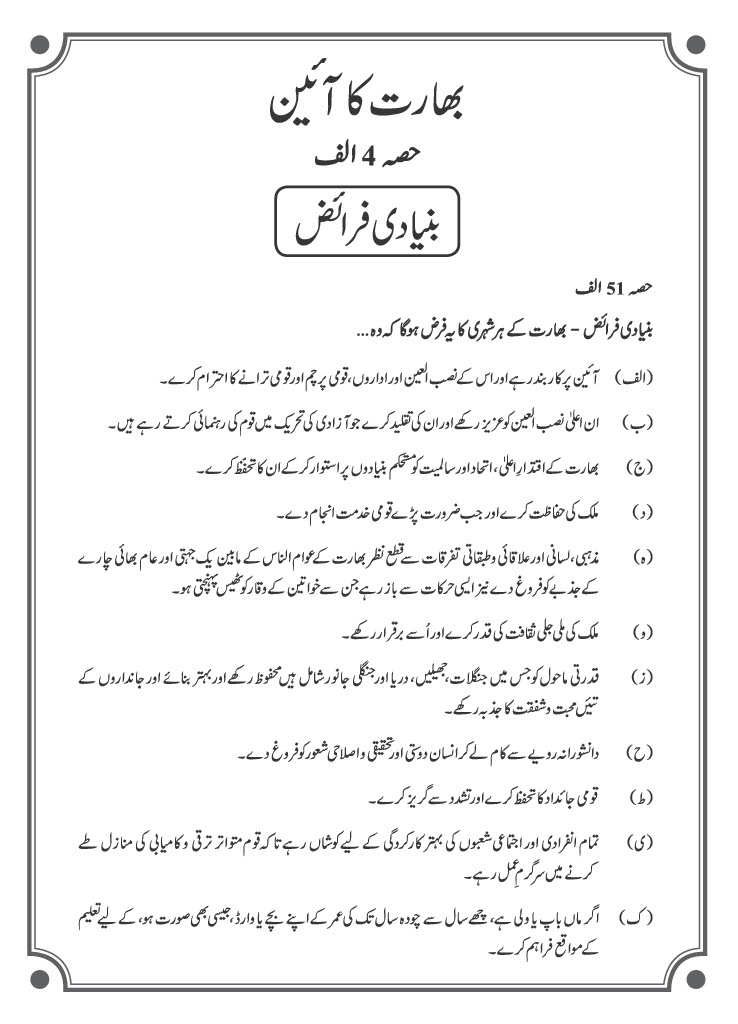 بھارت کا آئین
حصہ 4 الف
بنیادی فرائض
حصہ 51 الف
بنیادی فرائض – بھارت کے ہر شہری کا یہ فرض ہوگا کہ وہ ...
(الف) آئین پر کاربند رہے اور اس کے نصب العین اور اداروں، قومی پرچم اور قومی ترانے کا احترام کرے۔
(ب) ان اعلیٰ نصب العین کو عزیز رکھے اور ان کی تقلید کرے جو آزادی کی تحریک میں قوم کی رہنمائی کرتے رہے ہیں۔
(ج) بھارت کے اقتدارِ اعلیٰ، اتحاد اور سالمیت کو مستحکم بنیادوں پر استوار کرکے ان کا تحفّظ کرے۔
(د) ملک کی حفاظت کرے اور جب ضرورت پڑے قومی خدمت انجام دے۔
(ہ) مذہبی، لسانی اور علاقائی و طبقاتی تفرقات سے قطع نظر بھارت کے عوام الناس کے مابین یک جہتی اور عام بھائی چارے
کے جذبے کو فروغ دے نیز ایسی حرکات سے باز رہے جن سے خواتین کے وقار کو ٹھیس پہنچتی ہو۔
(و) ملک کی ملی جلی ثقافت کی قدر کرے اور اُسے برقرار رکھے۔
(ز) قدرتی ماحول کو جس میں جنگلات، جھیلیں، دریا اور جنگلی جانور شامل ہیں محفوظ رکھے اور بہتر بنائے اور جانداروں کے
تئیں محبت و شفقت کا جذبہ رکھے۔
(ح) دانشورانہ رویے سے کام لے کر انسان دوستی اور تحقیقی و اصلاحی شعور کو فروغ دے۔
(ط) قومی جائداد کا تحفظ کرے اور تشدد سے گریز کرے۔
(ی) تمام انفرادی اور اجتماعی شعبوں کی بہتر کارکردگی کے لیے کوشاں رہے تاکہ قوم متواتر ترقی و کامیابی کی منازل طے
کرنے میں سرگرمِ عمل رہے۔
(ک) اگر ماں باپ یا ولی ہے، چھے سال سے چودہ سال تک کی عمر کے اپنے بچے یا وارڈ، جیسی بھی صورت ہو، کے لیے تعلیم
کے مواقع فراہم کرے۔